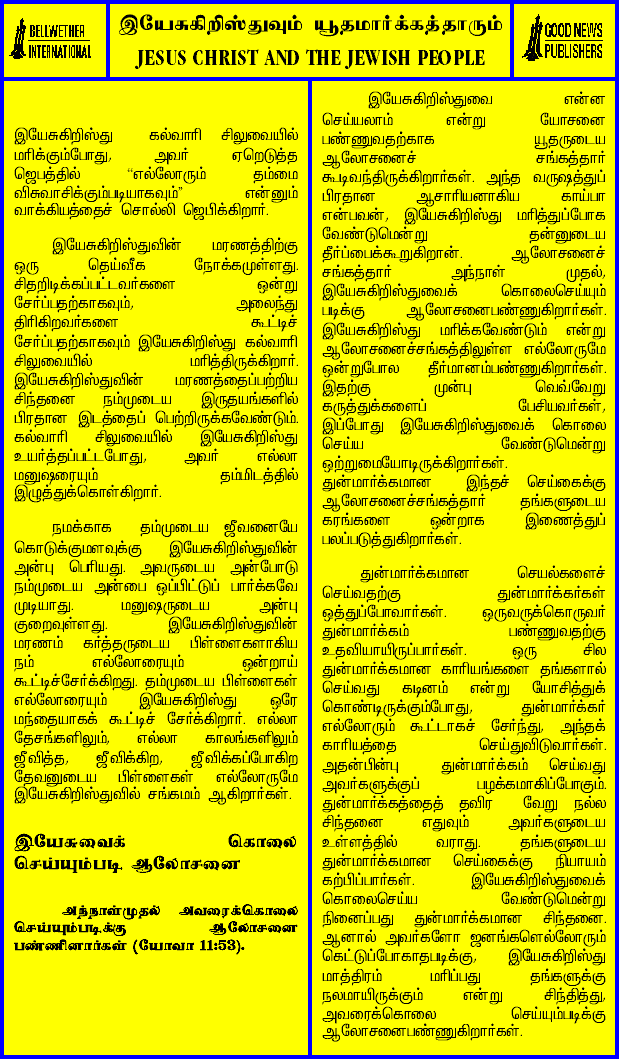 BELLWETHER
INTERNATIONAL
இயேசுகிறிஸ்துவும் யூதமார்க்கத்தாரும்
JESUS CHRIST AND THE JEWISH PEOPLE
GOOD NEWS
PUBLISHERS
இயேசுகிறிஸ்து கல்வாரி சிலுவையில்
மரிக்கும்போது, அவர் ஏறெடுத்த
ஜெபத்தில் “எல்லோரும் தம்மை
விசுவாசிக்கும்படியாகவும்” என்னும்
வாக்கியத்தைச் சொல்லி ஜெபிக்கிறார்.
இயேசுகிறிஸ்துவின் மரணத்திற்கு
ஒரு தெய்வீக நோக்கமுள்ளது.
சிதறிடிக்கப்பட்டவர்களை ஒன்று
சேர்ப்பதற்காகவும், அலைந்து
திரிகிறவர்களை கூட்டிச்
சேர்ப்பதற்காகவும் இயேசுகிறிஸ்து கல்வாரி
சிலுவையில் மரித்திருக்கிறார்.
இயேசுகிறிஸ்துவின் மரணத்தைப்பற்றிய
சிந்தனை நம்முடைய இருதயங்களில்
பிரதான இடத்தைப் பெற்றிருக்கவேண்டும்.
கல்வாரி சிலுவையில் இயேசுகிறிஸ்து
உயர்த்தப்பட்டபோது, அவர் எல்லா
மனுஷரையும் தம்மிடத்தில்
இழுத்துக்கொள்கிறார்.
நமக்காக தம்முடைய ஜீவனையே
கொடுக்குமளவுக்கு இயேசுகிறிஸ்துவின்
அன்பு பெரியது. அவருடைய அன்போடு
நம்முடைய அன்பை ஒப்பிட்டுப் பார்க்கவே
முடியாது. மனுஷருடைய அன்பு
குறைவுள்ளது. இயேசுகிறிஸ்துவின்
மரணம் கர்த்தருடைய பிள்ளைகளாகிய
நம் எல்லோரையும் ஒன்றாய்
கூட்டிச்சேர்க்கிறது. தம்முடைய பிள்ளைகள்
எல்லோரையும் இயேசுகிறிஸ்து ஒரே
மந்தையாகக் கூட்டிச் சேர்க்கிறார். எல்லா
தேசங்களிலும், எல்லா காலங்களிலும்
ஜீவித்த, ஜீவிக்கிற, ஜீவிக்கப்போகிற
தேவனுடைய பிள்ளைகள் எல்லோருமே
இயேசுகிறிஸ்துவில் சங்கமம் ஆகிறார்கள்.
இயேசுவைக் கொலை
செய்யும்படி ஆலோசனை
அந்நாள்முதல் அவரைக்கொலை
செய்யும்படிக்கு ஆலோசனை
பண்ணினார்கள் (யோவா 11:53).
இயேசுகிறிஸ்துவை என்ன
செய்யலாம் என்று யோசனை
பண்ணுவதற்காக யூதருடைய
ஆலோசனைச் சங்கத்தார்
கூடிவந்திருக்கிறார்கள். அந்த வருஷத்துப்
பிரதான ஆசாரியனாகிய காய்பா
என்பவன், இயேசுகிறிஸ்து மரித்துப்போக
வேண்டுமென்று தன்னுடைய
தீர்ப்பைக்கூறுகிறான். ஆலோசனைச்
சங்கத்தார் அந்நாள் முதல்,
இயேசுகிறிஸ்துவைக் கொலைசெய்யும்
படிக்கு ஆலோசனைபண்ணுகிறார்கள்.
இயேசுகிறிஸ்து மரிக்கவேண்டும் என்று
ஆலோசனைச்சங்கத்திலுள்ள எல்லோருமே
ஒன்றுபோல தீர்மானம்பண்ணுகிறார்கள்.
இதற்கு முன்பு வெவ்வேறு
கருத்துக்களைப் பேசியவர்கள்,
இப்போது இயேசுகிறிஸ்துவைக் கொலை
செய்ய வேண்டுமென்று
ஒற்றுமையோடிருக்கிறார்கள்.
துன்மார்க்கமான இந்தச் செய்கைக்கு
ஆலோசனைச்சங்கத்தார் தங்களுடைய
கரங்களை ஒன்றாக இணைத்துப்
பலப்படுத்துகிறார்கள்.
துன்மார்க்கமான செயல்களைச்
செய்வதற்கு துன்மார்க்கர்கள்
ஒத்துப்போவார்கள். ஒருவருக்கொருவர்
துன்மார்க்கம் பண்ணுவதற்கு
உதவியாயிருப்பார்கள். ஒரு சில
துன்மார்க்கமான காரியங்களை தங்களால்
செய்வது கடினம் என்று யோசித்துக்
கொண்டிருக்கும்போது, துன்மார்க்கர்
எல்லோரும் கூட்டாகச் சேர்ந்து, அந்தக்
காரியத்தை செய்துவிடுவார்கள்.
அதன்பின்பு துன்மார்க்கம் செய்வது
அவர்களுக்குப் பழக்கமாகிப்போகும்.
துன்மார்க்கத்தைத் தவிர வேறு நல்ல
சிந்தனை எதுவும் அவர்களுடைய
உள்ளத்தில் வராது. தங்களுடைய
துன்மார்க்கமான செய்கைக்கு நியாயம்
கற்பிப்பார்கள். இயேசுகிறிஸ்துவைக்
கொலைசெய்ய வேண்டுமென்று
நினைப்பது துன்மார்க்கமான சிந்தனை.
ஆனால் அவர்களோ ஜனங்களெல்லோரும்
கெட்டுப்போகாதபடிக்கு, இயேசுகிறிஸ்து
மாத்திரம் மரிப்பது தங்களுக்கு
நலமாயிருக்கும் என்று சிந்தித்து,
அவரைக்கொலை செய்யும்படிக்கு
ஆலோசனைபண்ணுகிறார்கள்.